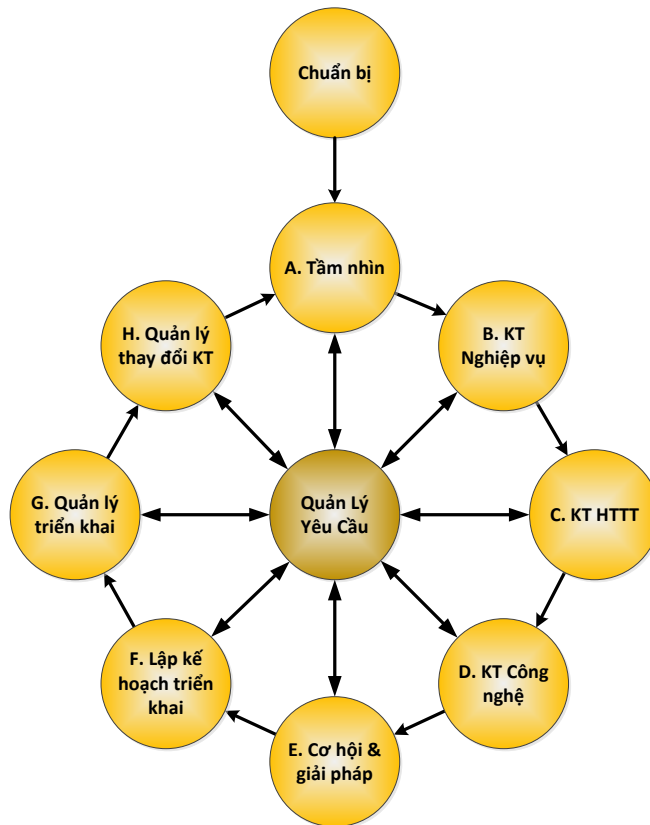 Chuẩn bị
A. Tầm nhìn
H. Quản lý
thay đổi KT
B. KT
Nghiệp vụ
G. Quản lý
triển khai
Quản Lý
Yêu Cầu
C. KT HTTT
F. Lập kế
hoạch triển
khai
D. KT Công
nghệ
E. Cơ hội &
giải pháp